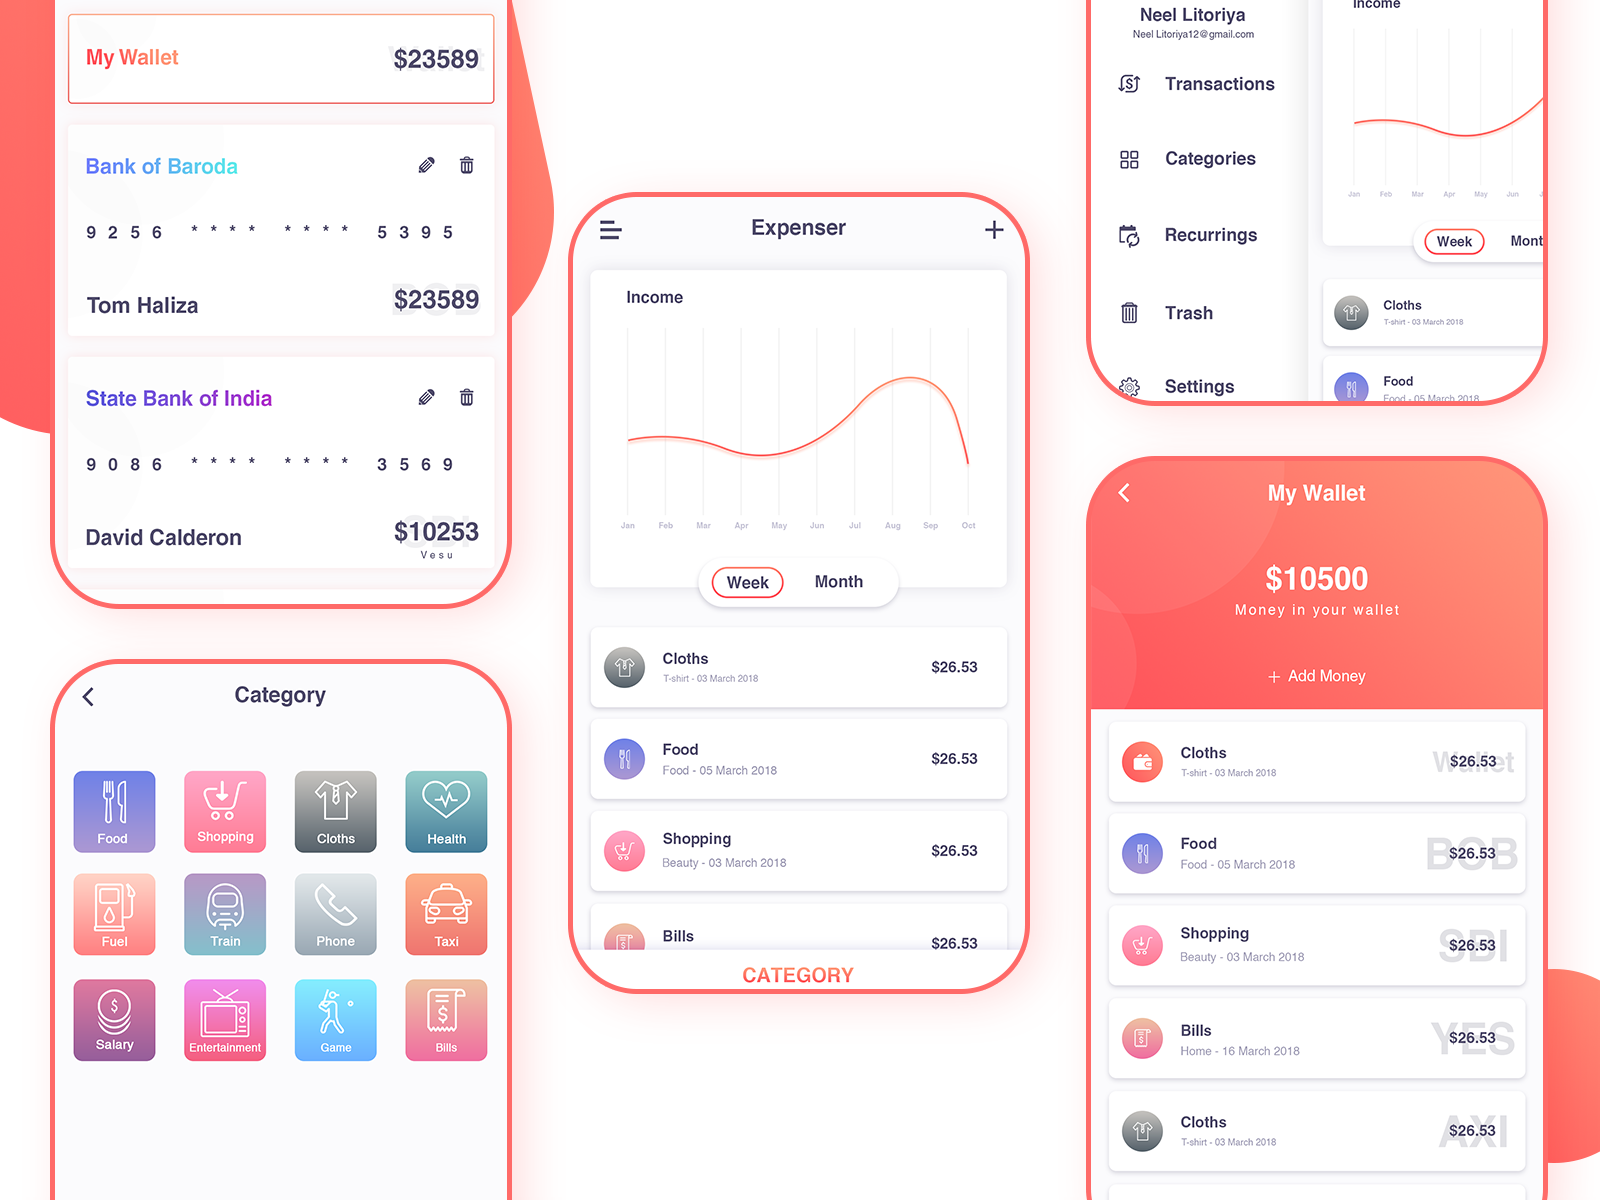 My Wallet
Wallet
$23589
Bank of Baroda
9 2 5 6 * * * * * * * * 5 3 9 5
Tom Haliza
BOB
$23589
State Bank of India
9 0 8 6 * * * * * * * * 3 5 6 9
David Calderon
SBI
$10253
Vesu
Category
Food
Shopping
Cloths
Health
Fuel
Train
Phone
Taxi
Salary
Entertainment
Game
Bills
Expenser
Income
Jan Feb Mar Apr May Jun Jul Aug Sep Oct
Week Month
Cloths
T-shirt - 03 March 2018
$26.53
Food
Food - 05 March 2018
$26.53
Shopping
Beauty - 03 March 2018
$26.53
Bills
$26.53
CATEGORY
Neel Litoriya
Neel Litoriya12@gmail.com
Transactions
Categories
Recurrings
Trash
Settings
Income
Jan Feb Mar Apr May Jun J
Week Mont
Cloths
T-shirt - 03 March 2018
Food
Food - 05 March 2018
My Wallet
$10500
Money in your wallet
+ Add Money
Cloths
T-shirt - 03 March 2018
Wallet
$26.53
Food
Food - 05 March 2018
BOB
$26.53
Shopping
Beauty - 03 March 2018
SBI
$26.53
Bills
Home - 16 March 2018
YES
$26.53
Cloths
T-shirt - 03 March 2018
AXI
$26.53